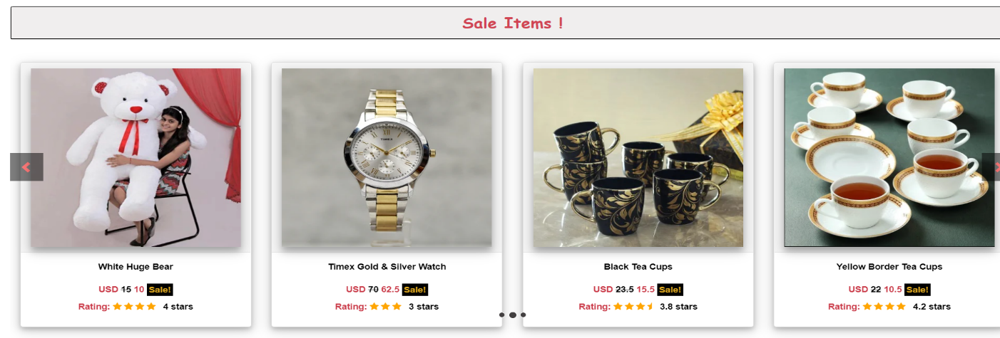 Sale Items !
TIMEX
White Huge Bear
USD 15 10 Sale!
Rating: 4 stars
Timex Gold & Silver Watch
USD 70 62.5 Sale!
Rating: 3 stars
Black Tea Cups
USD 23.5 15.5 Sale!
Rating: 3.8 stars
Yellow Border Tea Cups
USD 22 10.5 Sale!
Rating: 4.2 stars